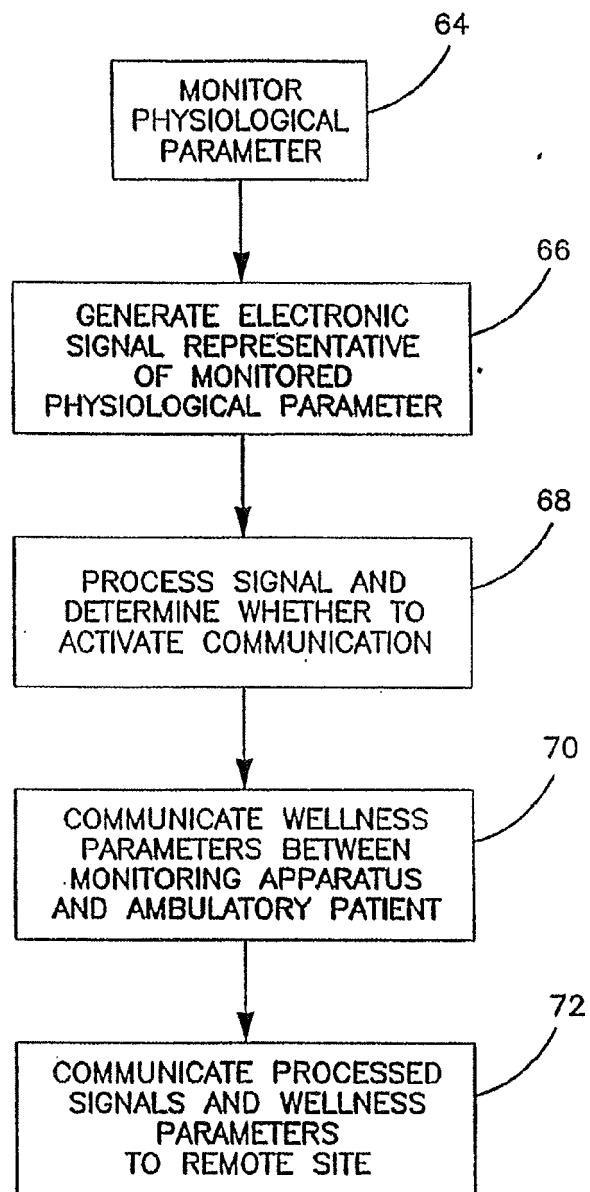 64
MONITOR
PHYSIOLOGICAL
PARAMETER
66
GENERATE ELECTRONIC
SIGNAL REPRESENTATIVE
OF MONITORED
PHYSIOLOGICAL PARAMETER
68
PROCESS SIGNAL AND
DETERMINE WHETHER TO
ACTIVATE COMMUNICATION
70
COMMUNICATE WELLNESS
PARAMETERS BETWEEN
MONITORING APPARATUS
AND AMBULATORY PATIENT
72
COMMUNICATE PROCESSED
SIGNALS AND WELLNESS
PARAMETERS
TO REMOTE SITE